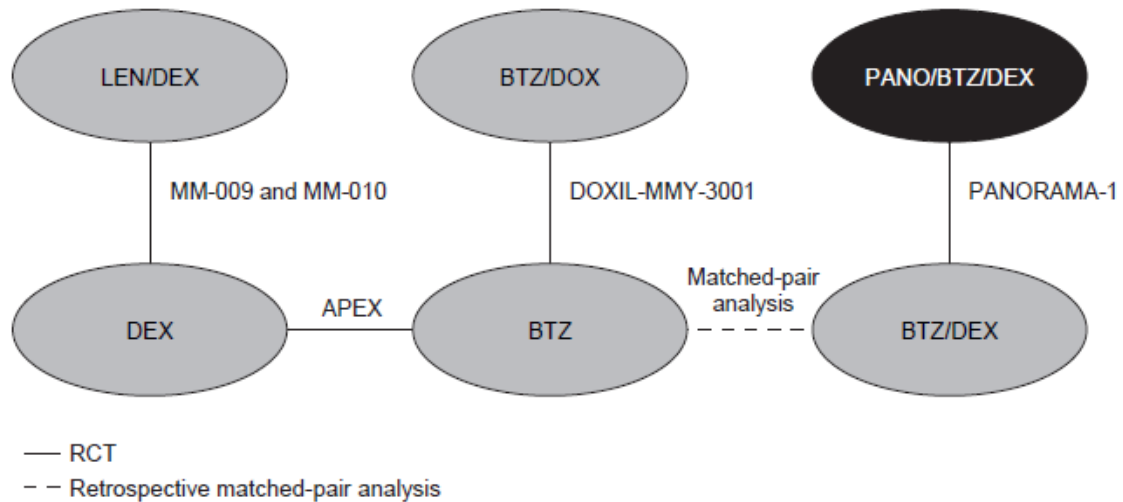 LEN/DEX
BTZ/DOX
PANO/BTZ/DEX
MM-009 and MM-010
DOXIL-MMY-3001
PANORAMA-1
DEX
APEX
BTZ
Matched-pair
analysis
BTZ/DEX
RCT
Retrospective matched-pair analysis